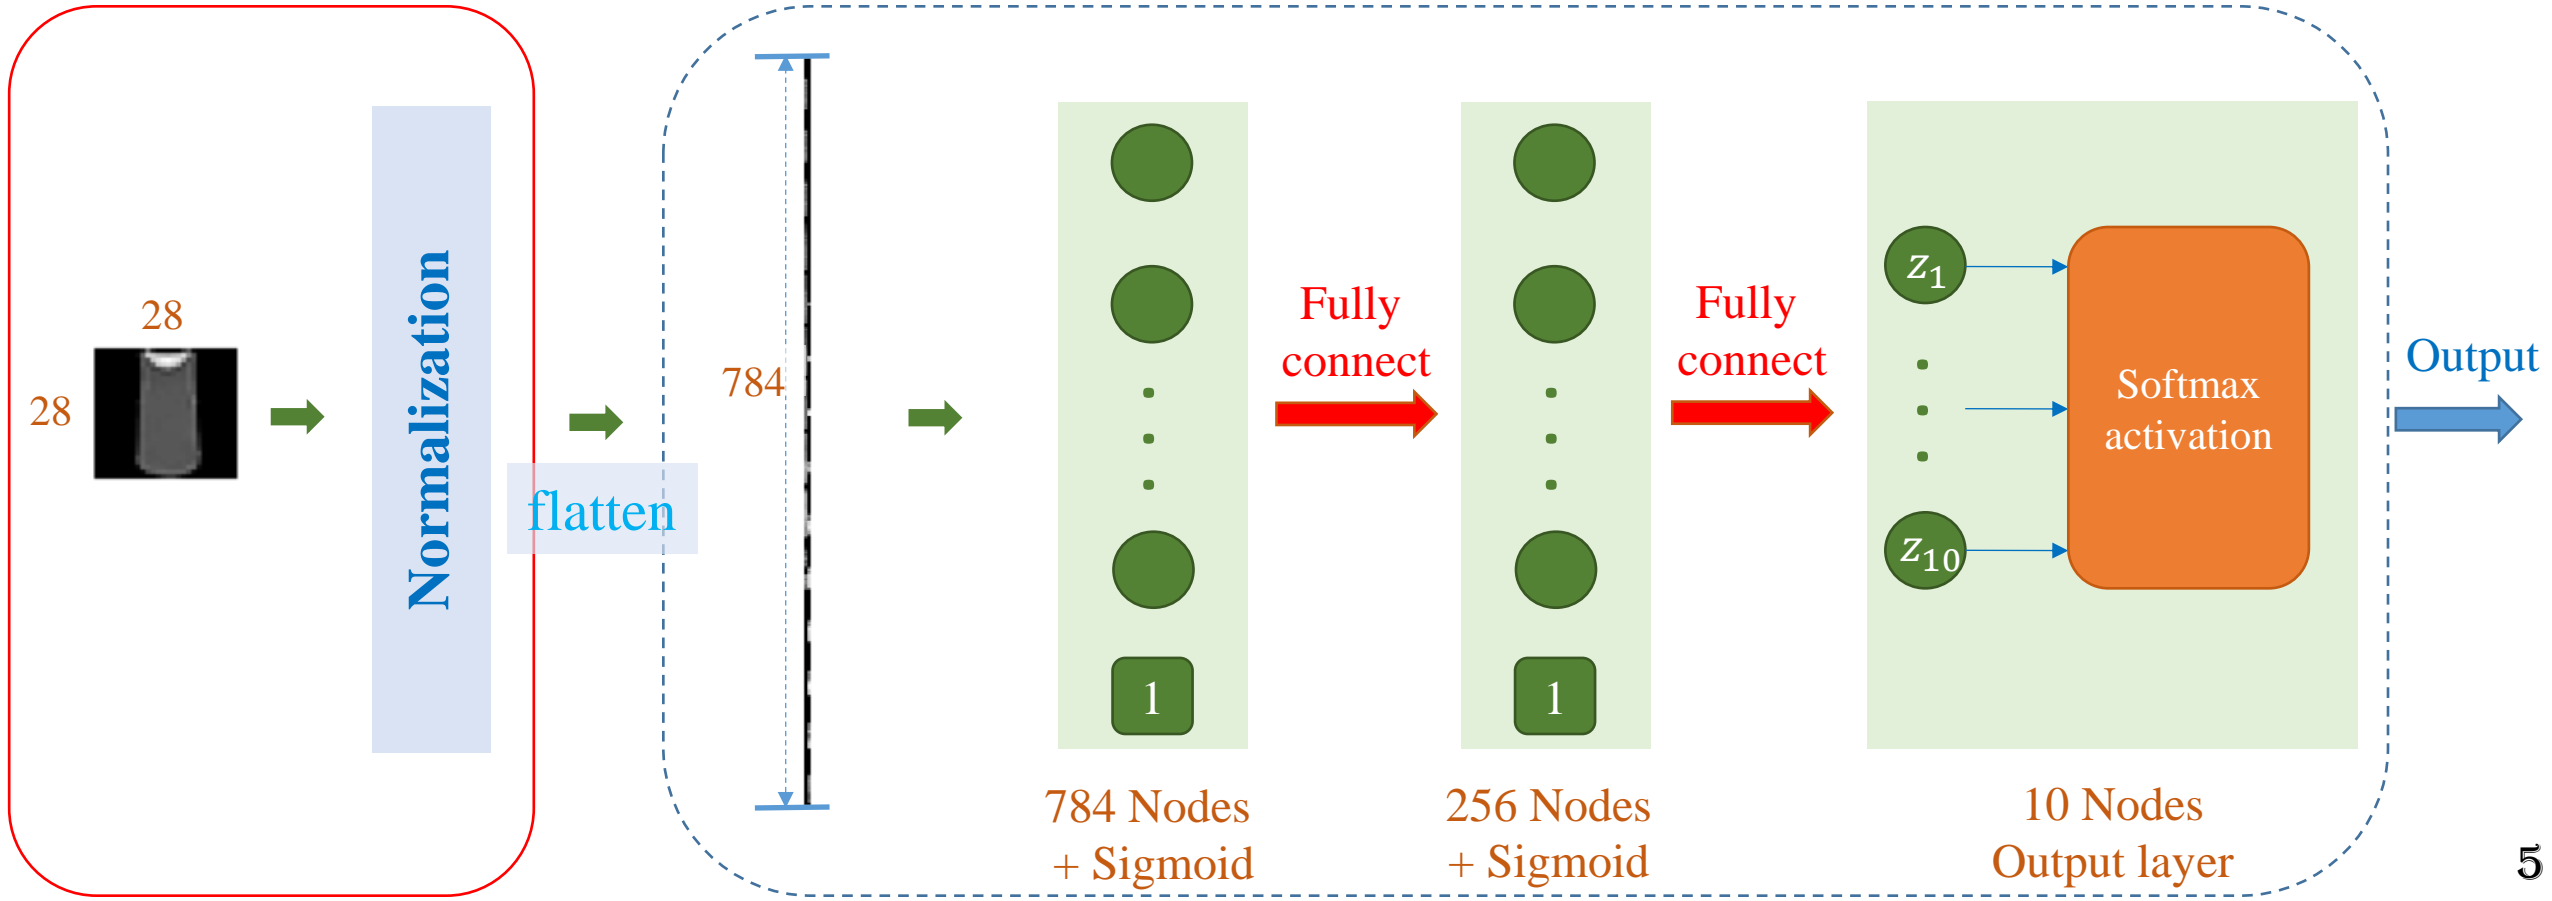 28
28
Normalization
flatten
784
1
784 Nodes
+ Sigmoid
Fully
connect
1
256 Nodes
+ Sigmoid
Fully
connect
z₁
z₁₀
Softmax
activation
10 Nodes
Output layer
Output
5